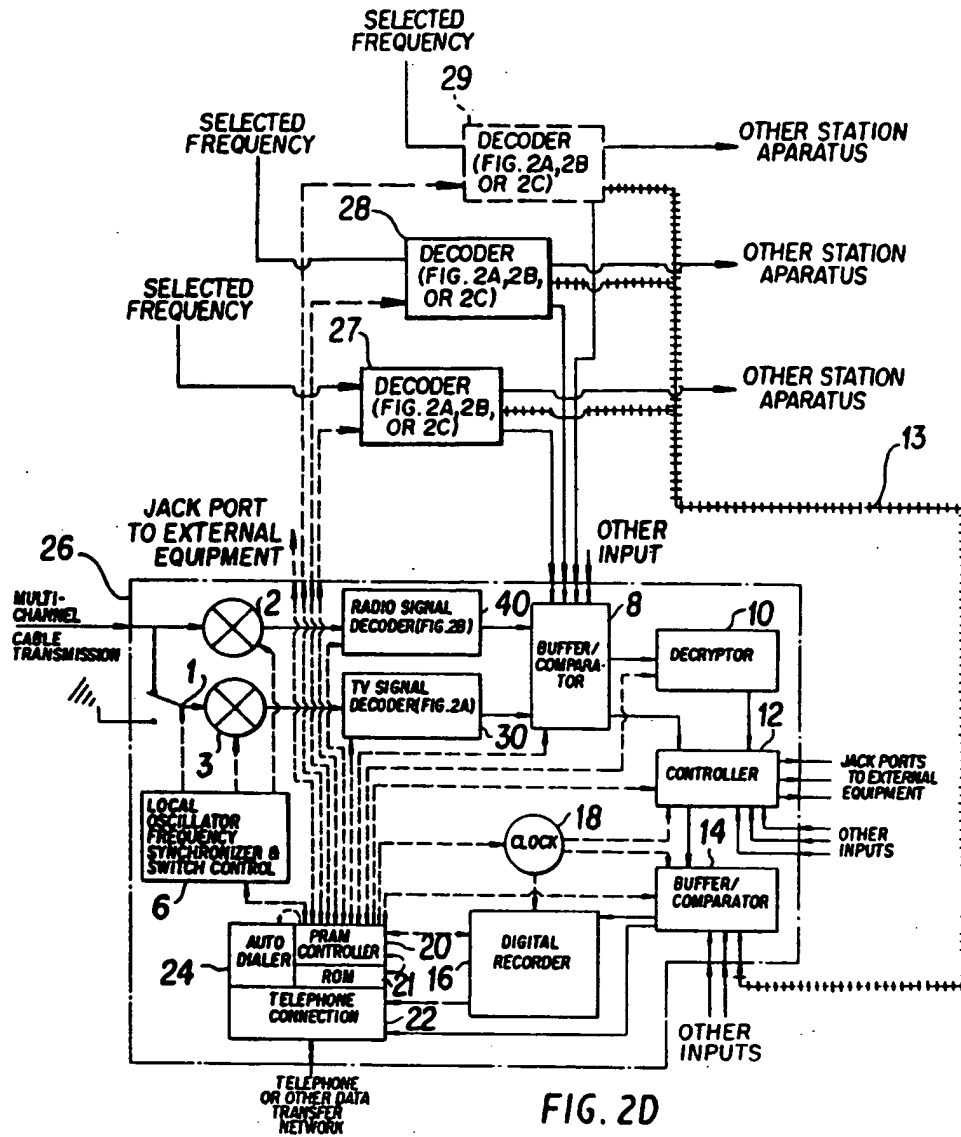 SELECTED
FREQUENCY
29
SELECTED
FREQUENCY
DECODER
(FIG. 2A, 2B
OR 2C)
OTHER STATION
APPARATUS
28
DECODER
(FIG. 2A, 2B,
OR 2C)
OTHER STATION
APPARATUS
SELECTED
FREQUENCY
27
DECODER
(FIG. 2A, 2B,
OR 2C)
OTHER STATION
APPARATUS
13
JACK PORT
TO EXTERNAL
EQUIPMENT
OTHER
INPUT
26
MULTI-
CHANNEL
CABLE
TRANSMISSION
2
RADIO SIGNAL
DECODER (FIG. 2B)
40
8
BUFFER/
COMPARA-
TOR
10
DECRYPTOR
1
3
TV SIGNAL
DECODER (FIG. 2A)
30
12
CONTROLLER
JACK PORTS
TO EXTERNAL
EQUIPMENT
LOCAL
OSCILLATOR
FREQUENCY
SYNCHRONIZER &
SWITCH CONTROL
6
18
CLOCK
OTHER
INPUTS
14
BUFFER/
COMPARATOR
24
AUTO
DIALER
PRAM
CONTROLLER
20
ROM
21
16
DIGITAL
RECORDER
TELEPHONE
CONNECTION
22
OTHER
INPUTS
TELEPHONE
OR OTHER DATA
TRANSFER
NETWORK
FIG. 2D